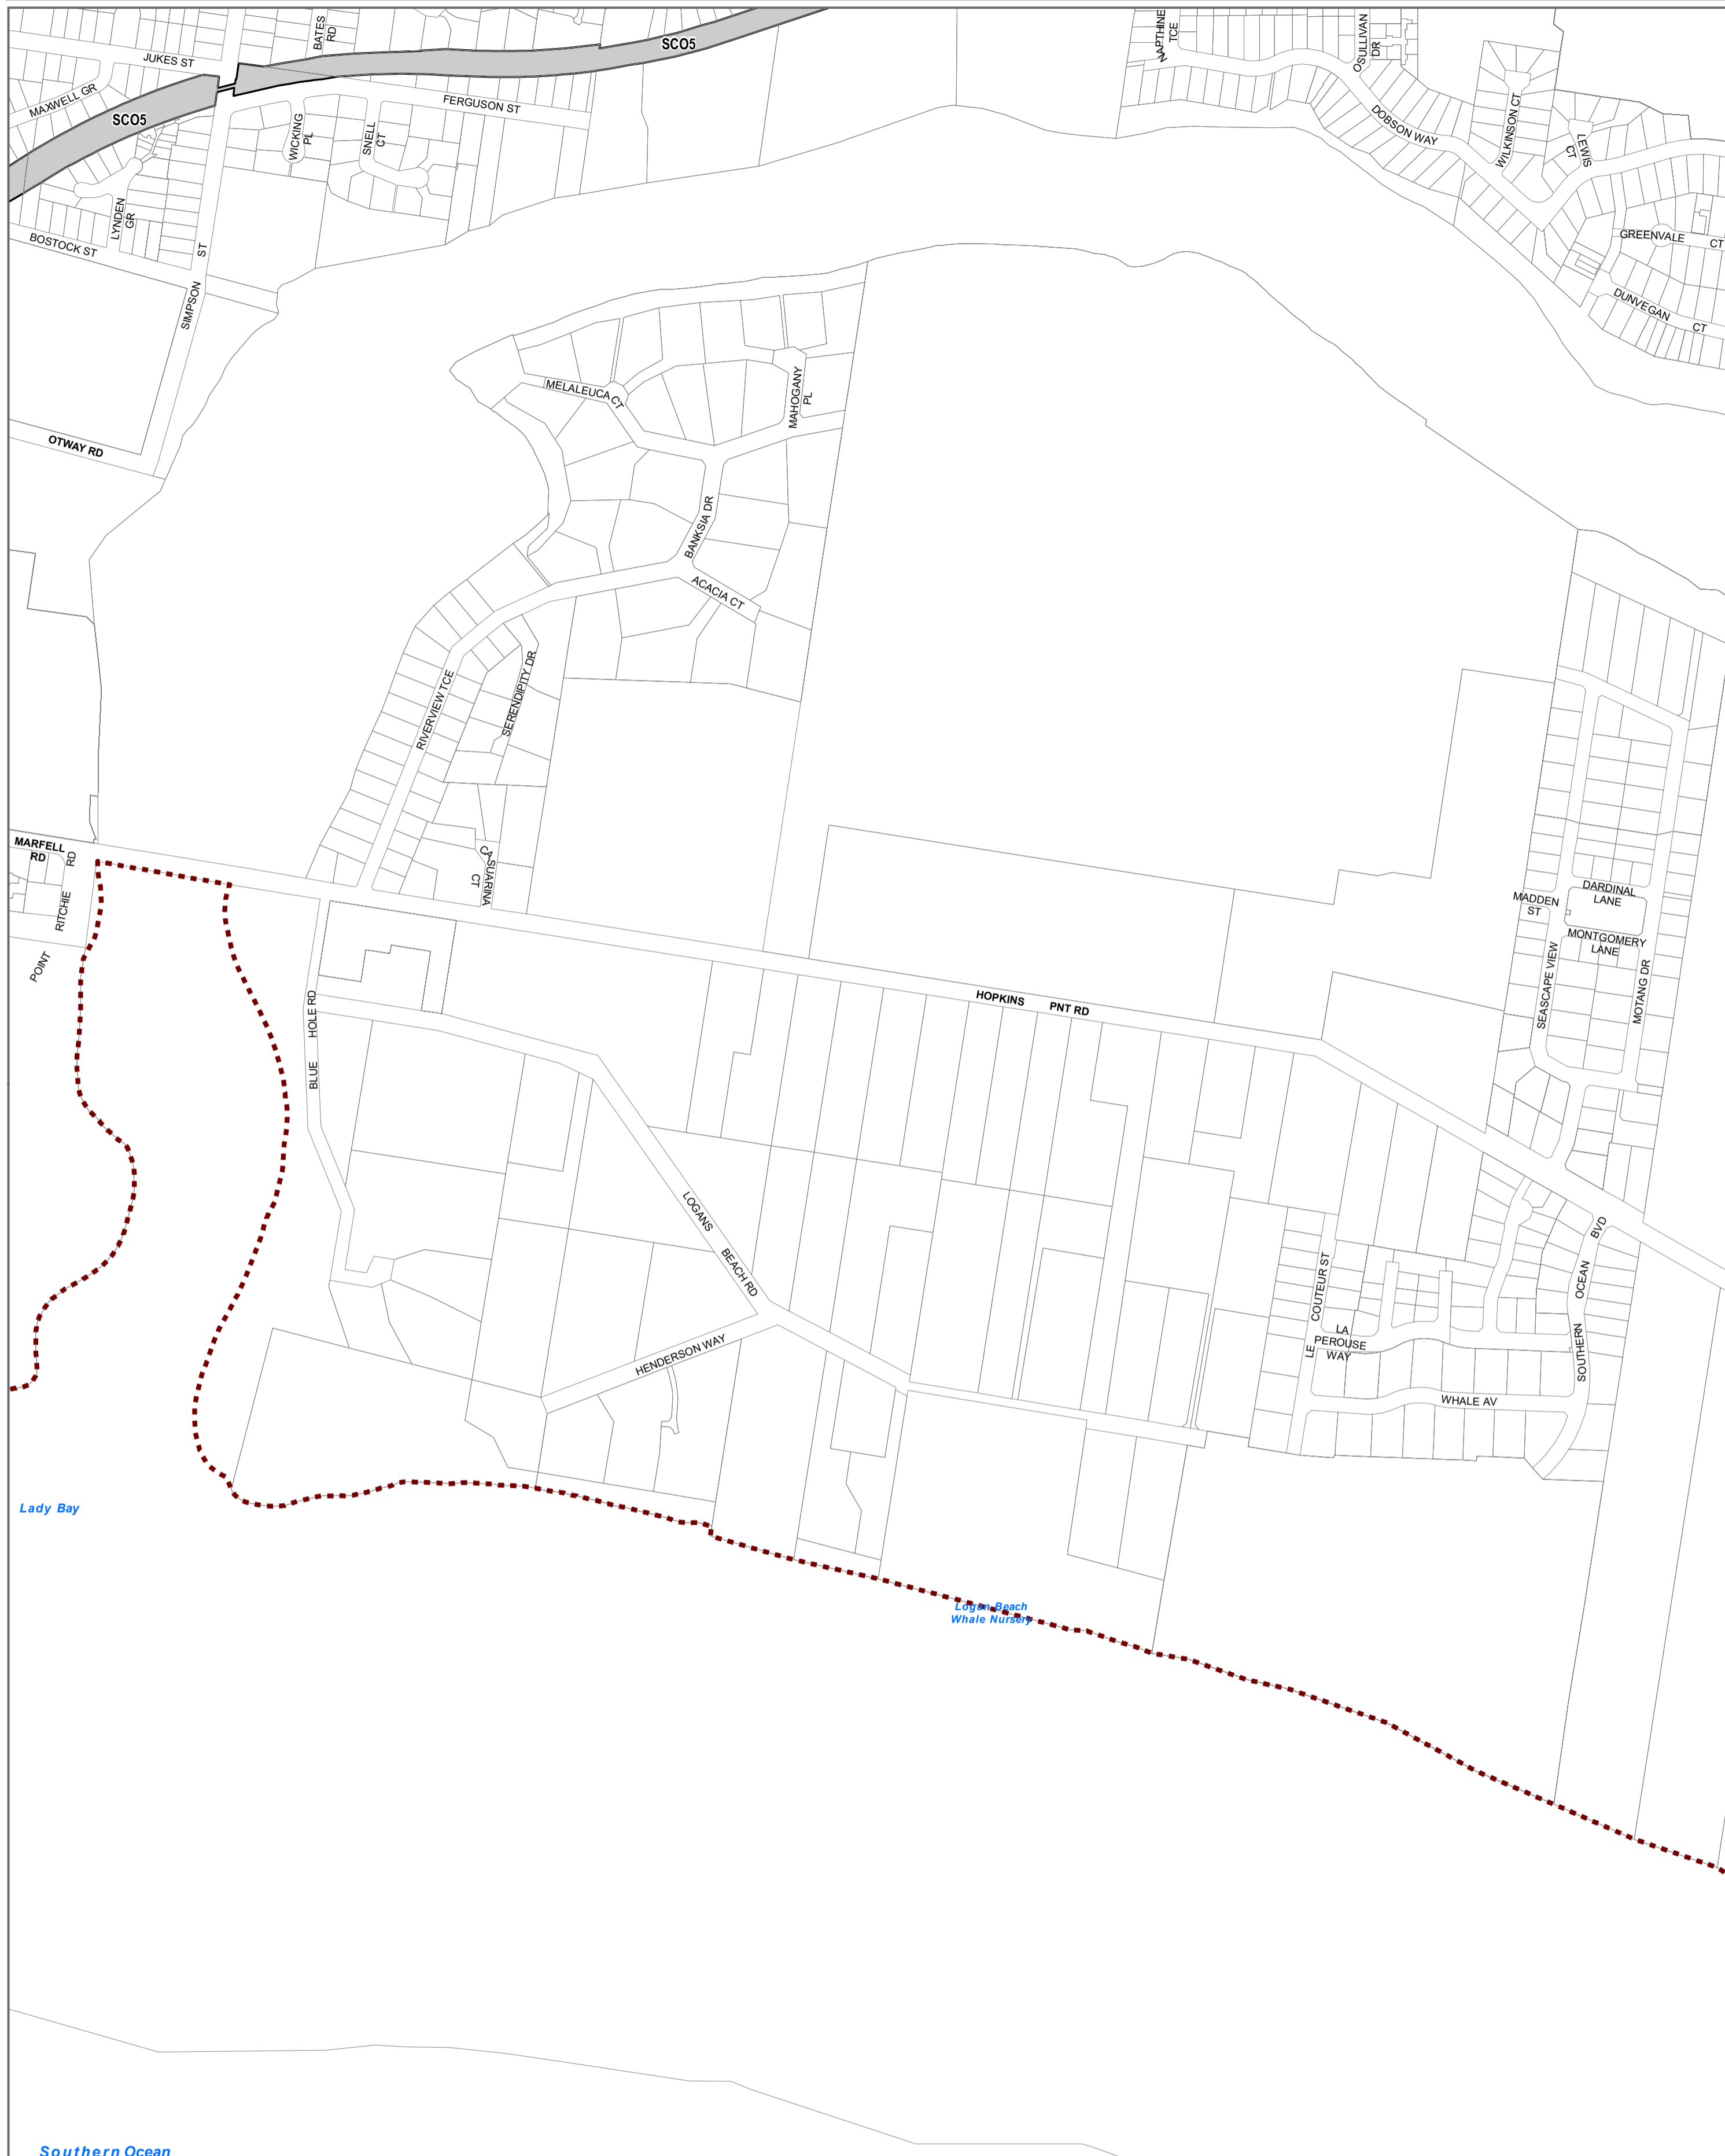 BATES
RD
SCO5
NAPTHINE
TCE
OSULLIVAN
DR
JUKES ST
MAXWELL GR
FERGUSON ST
SCO5
WICKING
PL
SNELL
CT
DOBSON WAY
WILKINSON CT
LEWIS
CT
LYNDEN
GR
BOSTOCK ST
SIMPSON ST
GREENVALE CT
DUNVEGAN CT
MELALEUCA CT
MAHOGANY
PL
OTWAY RD
BANKSIA DR
ACACIA CT
RIVERVIEW TCE
SERENDIPITY DR
MARFELL
RD
CASUARINA
CT
POINT RITCHIE RD
DARDINAL
LANE
MADDEN
ST
MONTGOMERY
LANE
SEASCAPE VIEW
MOTANG DR
HOPKINS PNT RD
BLUE HOLE RD
LOGANS BEACH RD
LE COUTEUR ST
SOUTHERN OCEAN BVD
LA
PEROUSE
WAY
HENDERSON WAY
WHALE AV
Lady Bay
Logan Beach
Whale Nursery
Southern Ocean